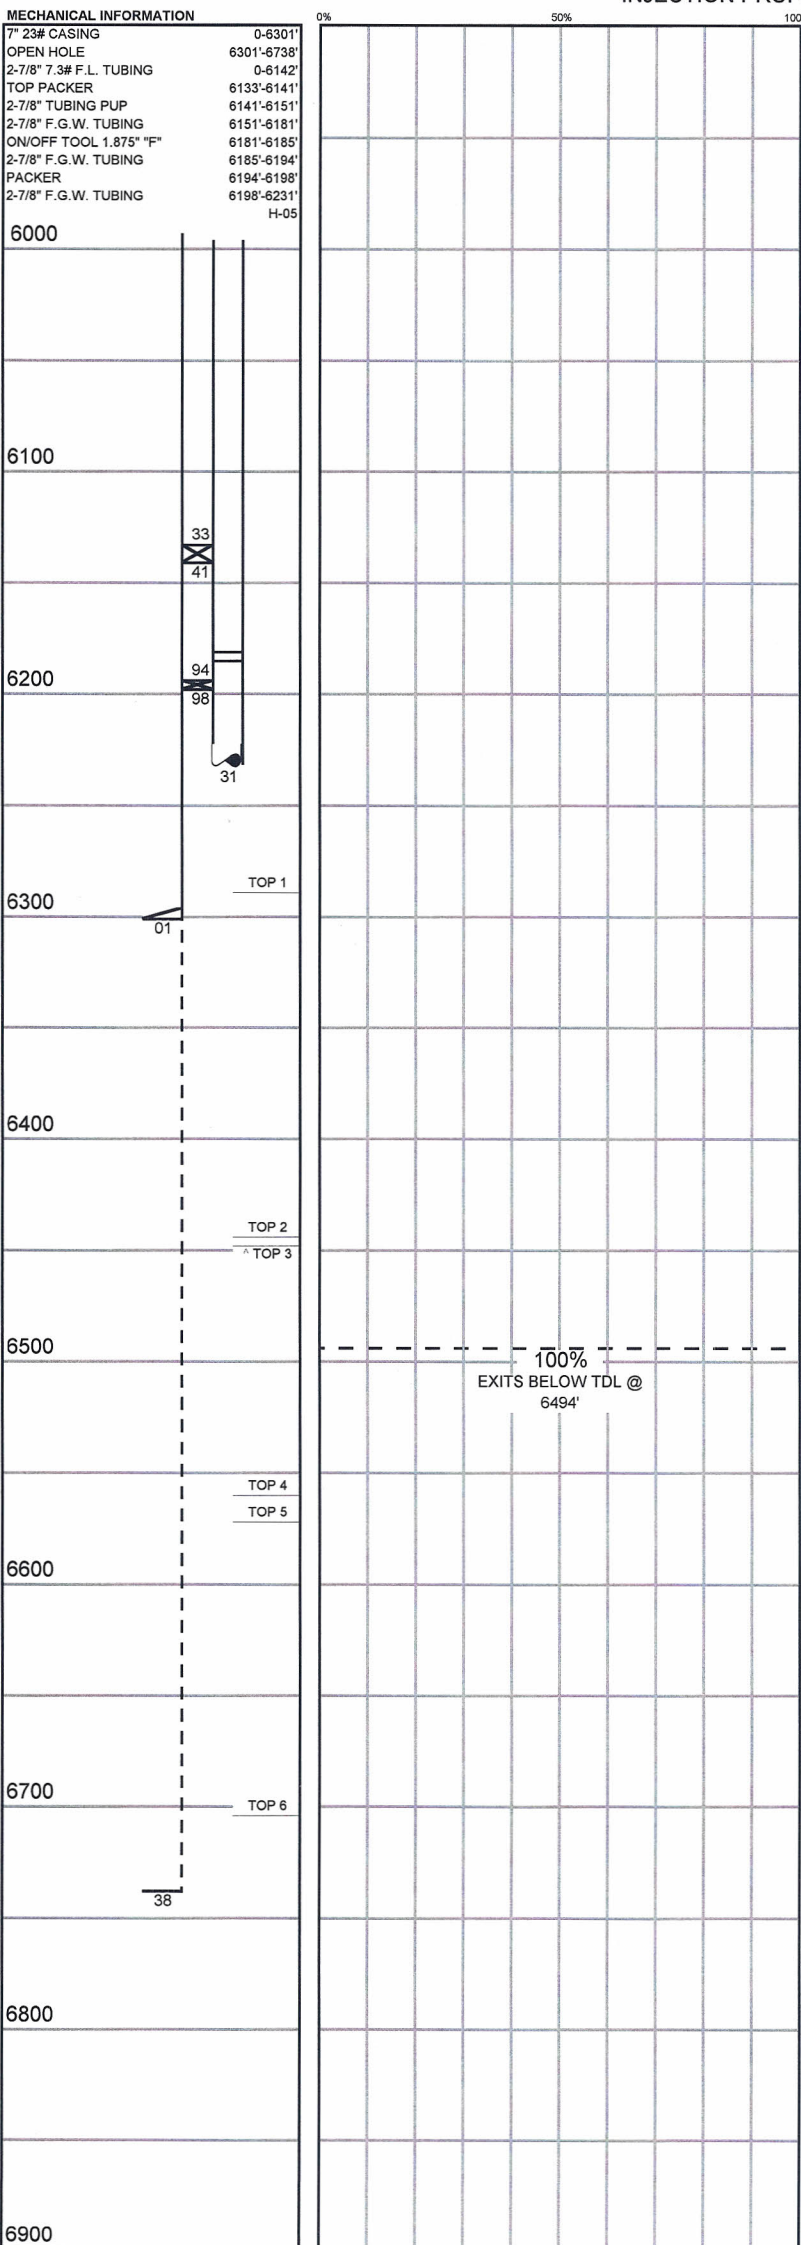 MECHANICAL INFORMATION
0% 50% 100
7" 23# CASING 0-6301'
OPEN HOLE 6301'-6738'
2-7/8" 7.3# F.L. TUBING 0-6142'
TOP PACKER 6133'-6141'
2-7/8" TUBING PUP 6141'-6151'
2-7/8" F.G.W. TUBING 6151'-6181'
ON/OFF TOOL 1.875" "F" 6181'-6185'
2-7/8" F.G.W. TUBING 6185'-6194'
PACKER 6194'-6198'
2-7/8" F.G.W. TUBING 6198'-6231'
H-05
6000
6100
33
41
94
6200
98
31
TOP 1
6300
01
6400
TOP 2
^ TOP 3
6500
100%
EXITS BELOW TDL @
6494'
TOP 4
TOP 5
6600
6700
TOP 6
38
6800
6900